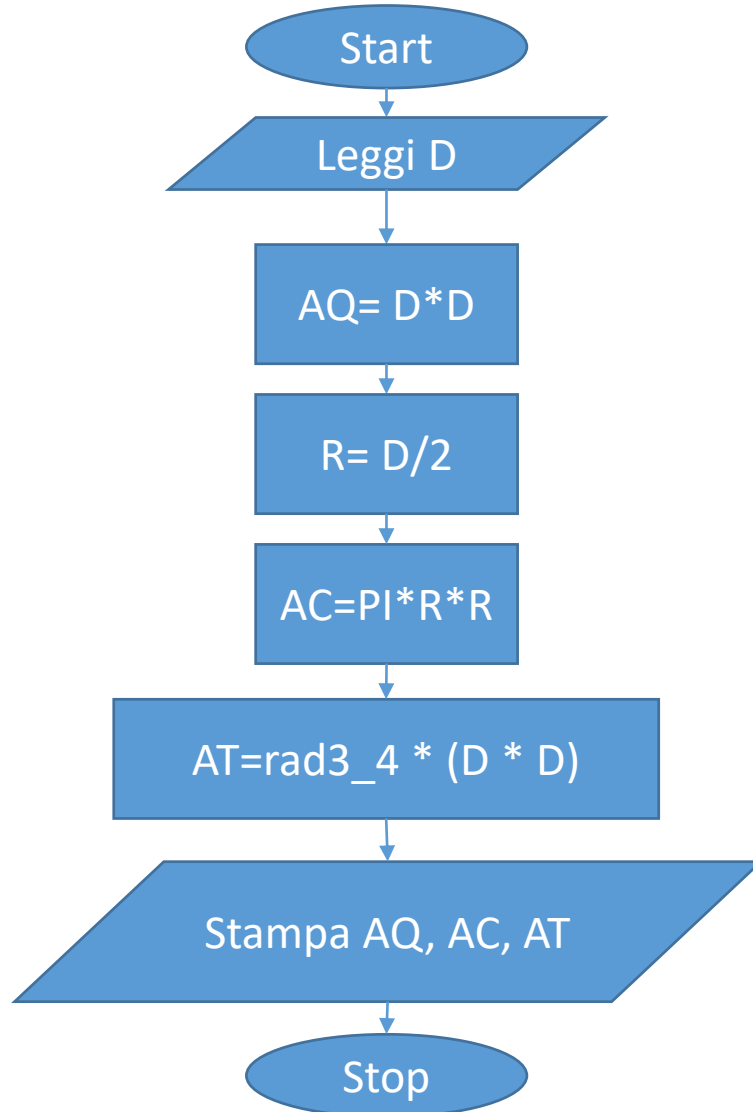 Start
Leggi D
AQ= D*D
R= D/2
AC=PI*R*R
AT=rad3_4 * (D * D)
Stampa AQ, AC, AT
Stop